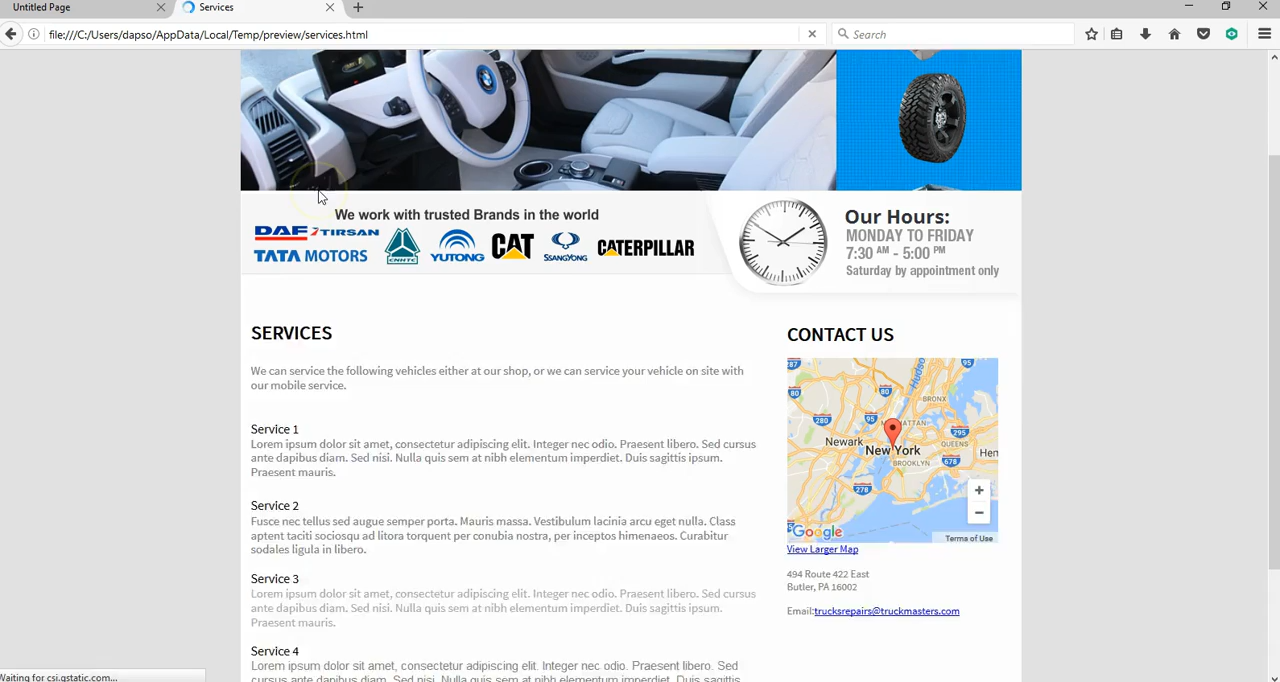 Untitled Page
Services
file:///C:/Users/dapso/AppData/Local/Temp/preview/services.html
Search
We work with trusted Brands in the world
DAF TIRSAN
TATA MOTORS CNHTC YUTONG CAT SSANGYONG CATERPILLAR
Our Hours:
MONDAY TO FRIDAY
7:30 AM - 5:00 PM
Saturday by appointment only
SERVICES
We can service the following vehicles either at our shop, or we can service your vehicle on site with
our mobile service.
Service 1
Lorem ipsum dolor sit amet, consectetur adipiscing elit. Integer nec odio. Praesent libero. Sed cursus
ante dapibus diam. Sed nisi. Nulla quis sem at nibh elementum imperdiet. Duis sagittis ipsum.
Praesent mauris.
Service 2
Fusce nec tellus sed augue semper porta. Mauris massa. Vestibulum lacinia arcu eget nulla. Class
aptent taciti sociosqu ad litora torquent per conubia nostra, per inceptos himenaeos. Curabitur
sodales ligula in libero.
Service 3
Lorem ipsum dolor sit amet, consectetur adipiscing elit. Integer nec odio. Praesent libero. Sed cursus
ante dapibus diam. Sed nisi. Nulla quis sem at nibh elementum imperdiet. Duis sagittis ipsum.
Praesent mauris.
Service 4
Lorem ipsum dolor sit amet, consectetur adipiscing elit. Integer nec odio. Praesent libero. Sed
cursus ante dapibus diam. Sed nisi. Nulla quis sem at nibh elementum imperdiet. Duis sagittis
CONTACT US
287 Hudso 95
80 80 BRONX
MANHATTAN
280 95 295
Newark QUEENS
New York Hen
BROOKLYN 678
278
+
−
Google Terms of Use
View Larger Map
494 Route 422 East
Butler, PA 16002
Email:trucksrepairs@truckmasters.com
Waiting for csi.gstatic.com...